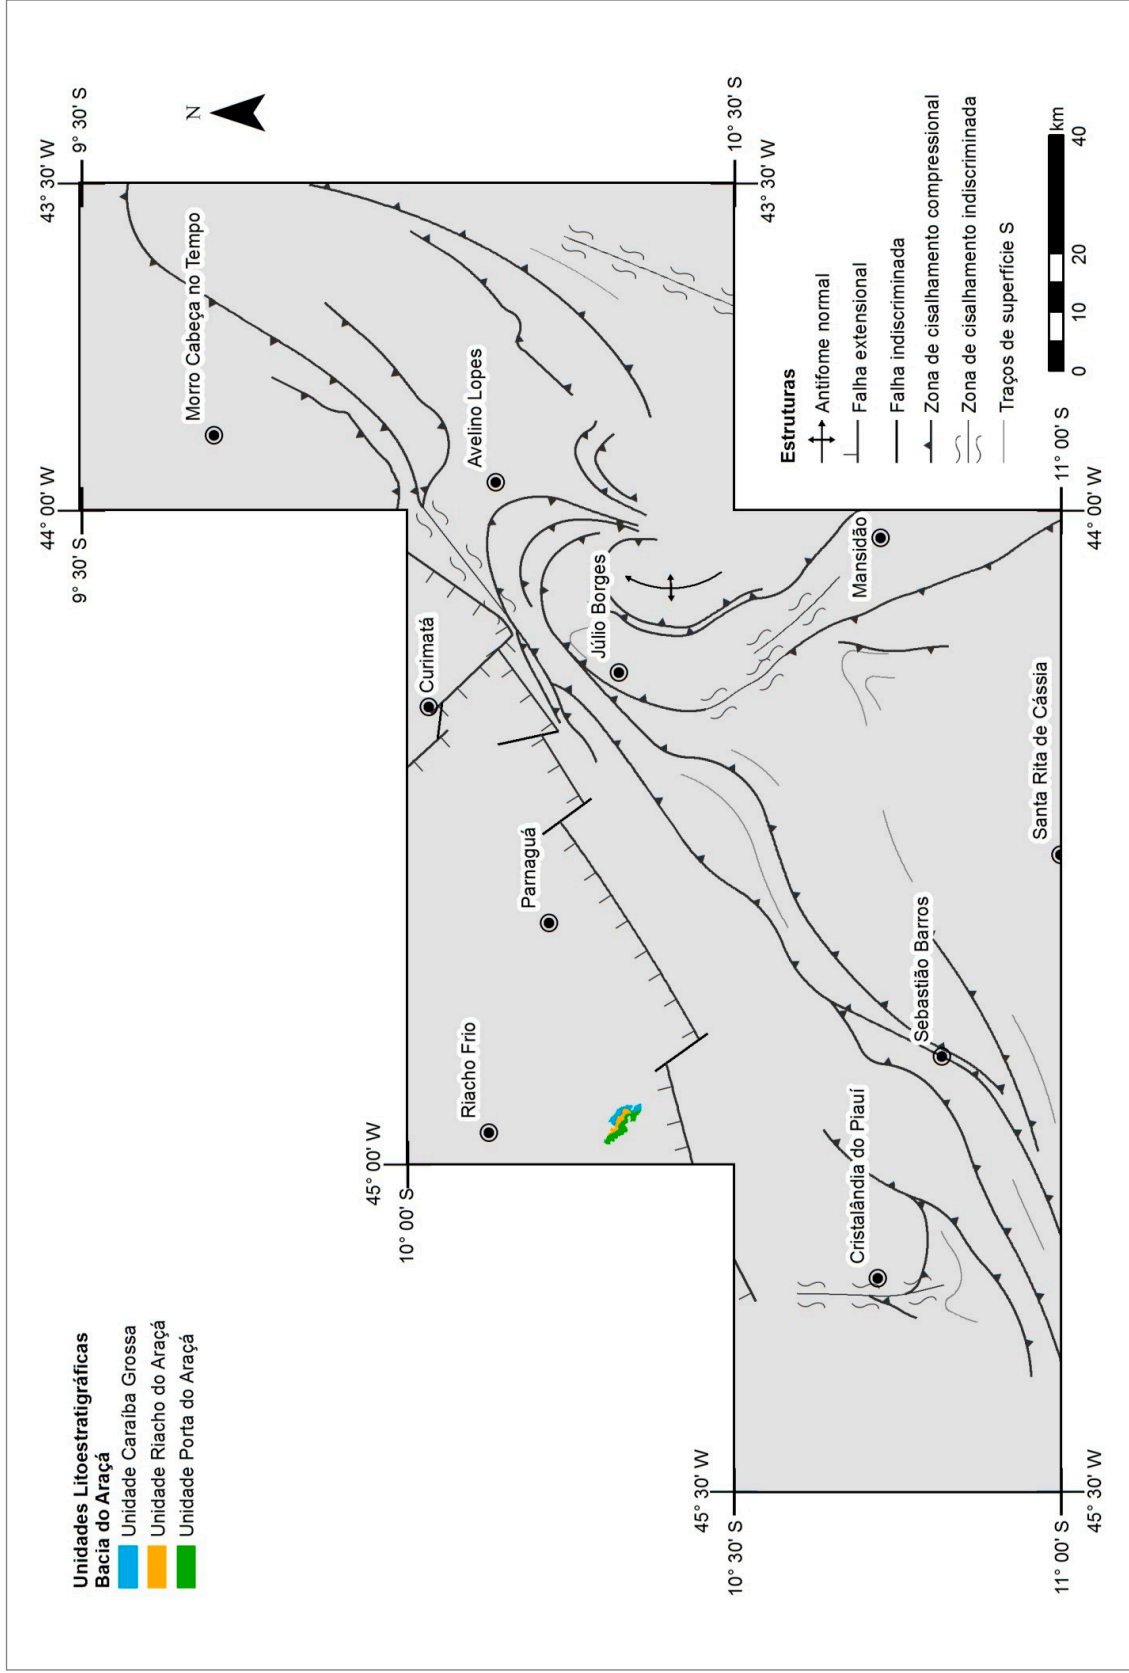 Unidades Litoestratigráficas
Bacia do Araçá
Unidade Caraíba Grossa
Unidade Riacho do Araçá
Unidade Porta do Araçá
44° 00' W
43° 30' W
9° 30' S
9° 30' S
N
Morro Cabeça no Tempo
45° 00' W
10° 00' S
Curimatá
Avelino Lopes
Riacho Frio
Parnaguá
Júlio Borges
45° 30' W
10° 30' S
10° 30' S
43° 30' W
Cristalândia do Piauí
Sebastião Barros
Mansidão
Santa Rita de Cássia
11° 00' S
45° 30' W
11° 00' S
44° 00' W
Estruturas
Antifome normal
Falha extensional
Falha indiscriminada
Zona de cisalhamento compressional
Zona de cisalhamento indiscriminada
Traços de superfície S
0 10 20 40
km